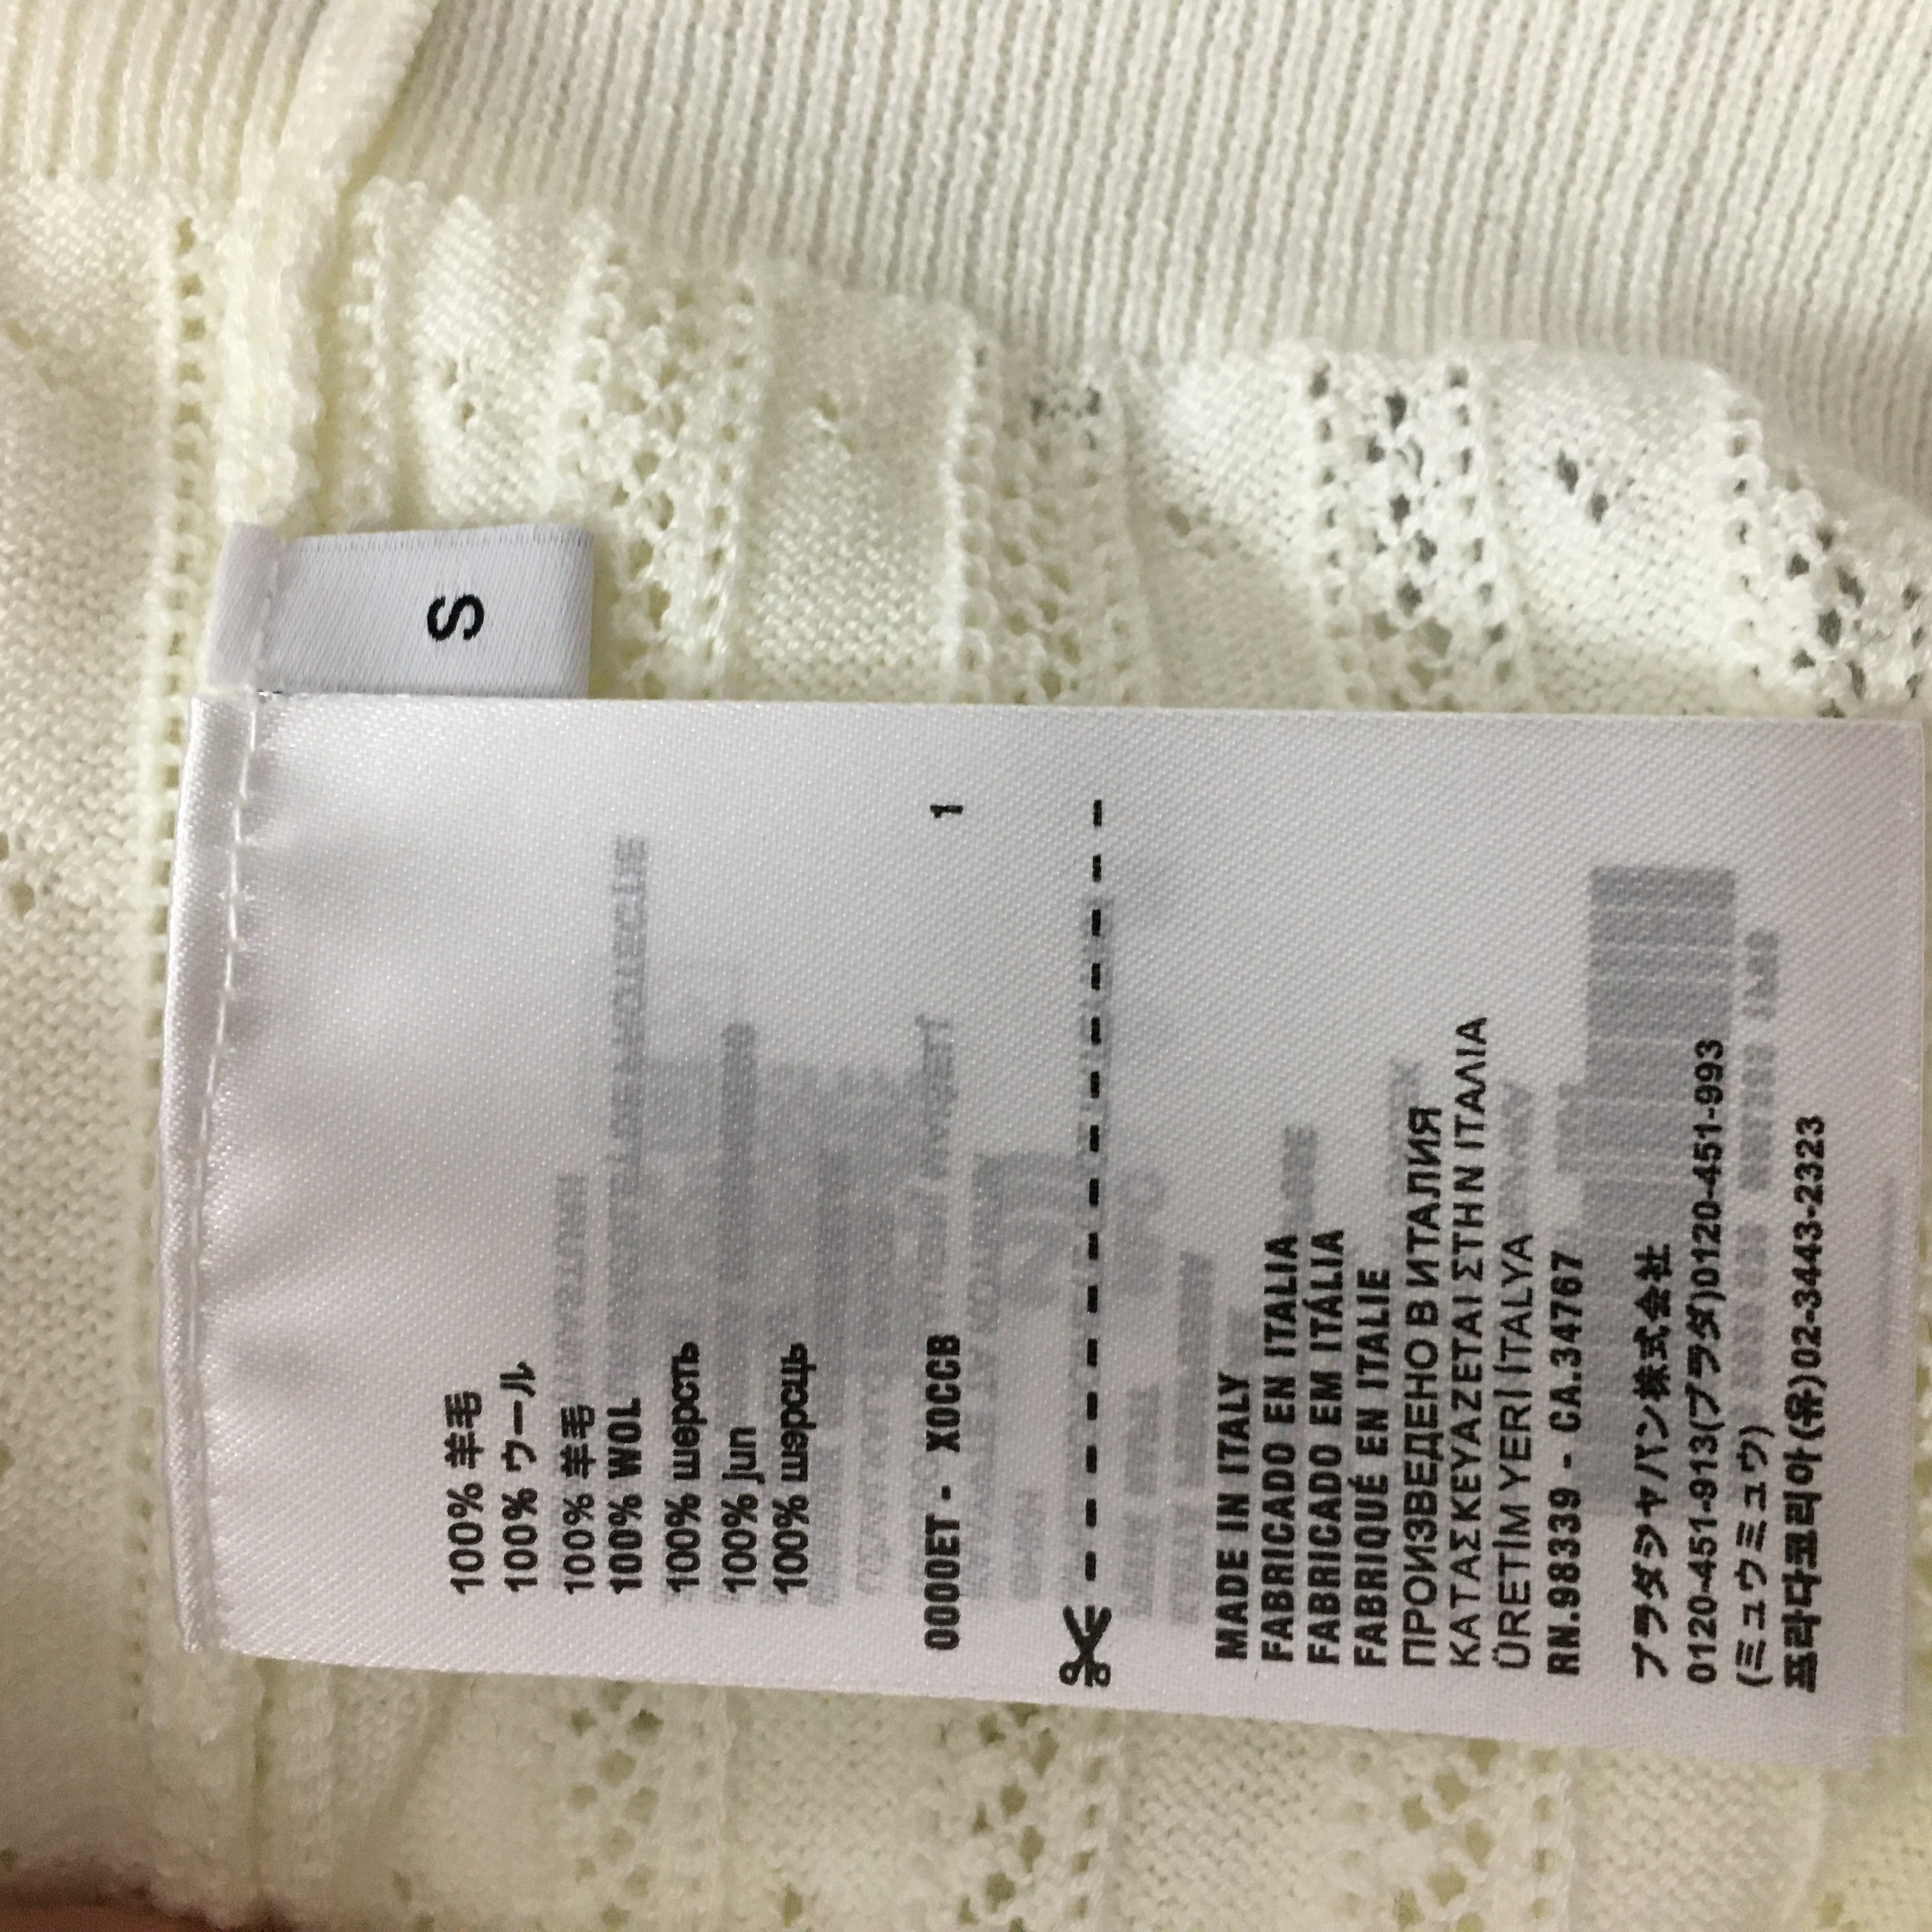 S
100% 羊毛
100% ウール
100% 羊毛
100% WOL
100% шерсть
100% jun
100% шэрсць
0000ET - X0CCB 1
MADE IN ITALY
FABRICADO EN ITALIA
FABRICADO EM ITÁLIA
FABRIQUÉ EN ITALIE
ПРОИЗВЕДЕНО В ИТАЛИЯ
ΚΑΤΑΣΚΕΥΑΖΕΤΑΙ ΣΤΗΝ ΙΤΑΛΙΑ
ÜRETİM YERİ İTALYA
RN.98339 - CA.34767
プラダジャパン株式会社
0120-451-913(プラダ)0120-451-993
(ミュウミュウ)
프라다코리아(유)02-3443-2323